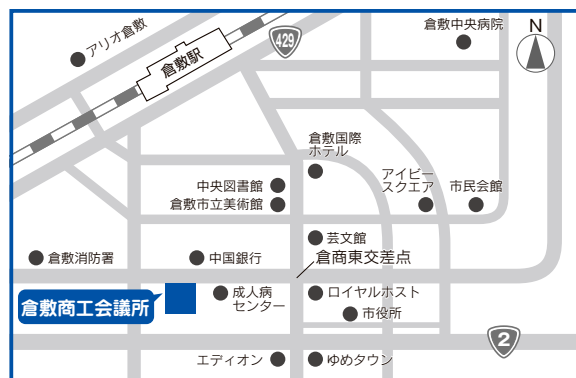 アリオ倉敷
倉敷駅
429
倉敷中央病院
N
倉敷国際
ホテル
中央図書館
倉敷市立美術館
アイビー
スクエア
市民会館
芸文館
倉商東交差点
倉敷消防署
中国銀行
倉敷商工会議所
成人病
センター
ロイヤルホスト
市役所
2
エディオン
ゆめタウン